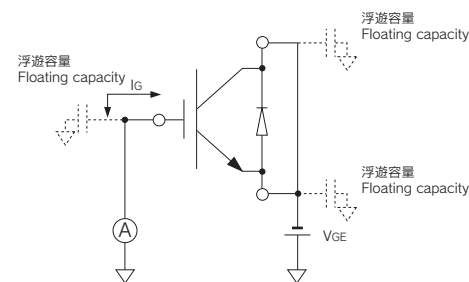 浮遊容量
Floating capacity
浮遊容量
Floating capacity
IG
浮遊容量
Floating capacity
A
VGE